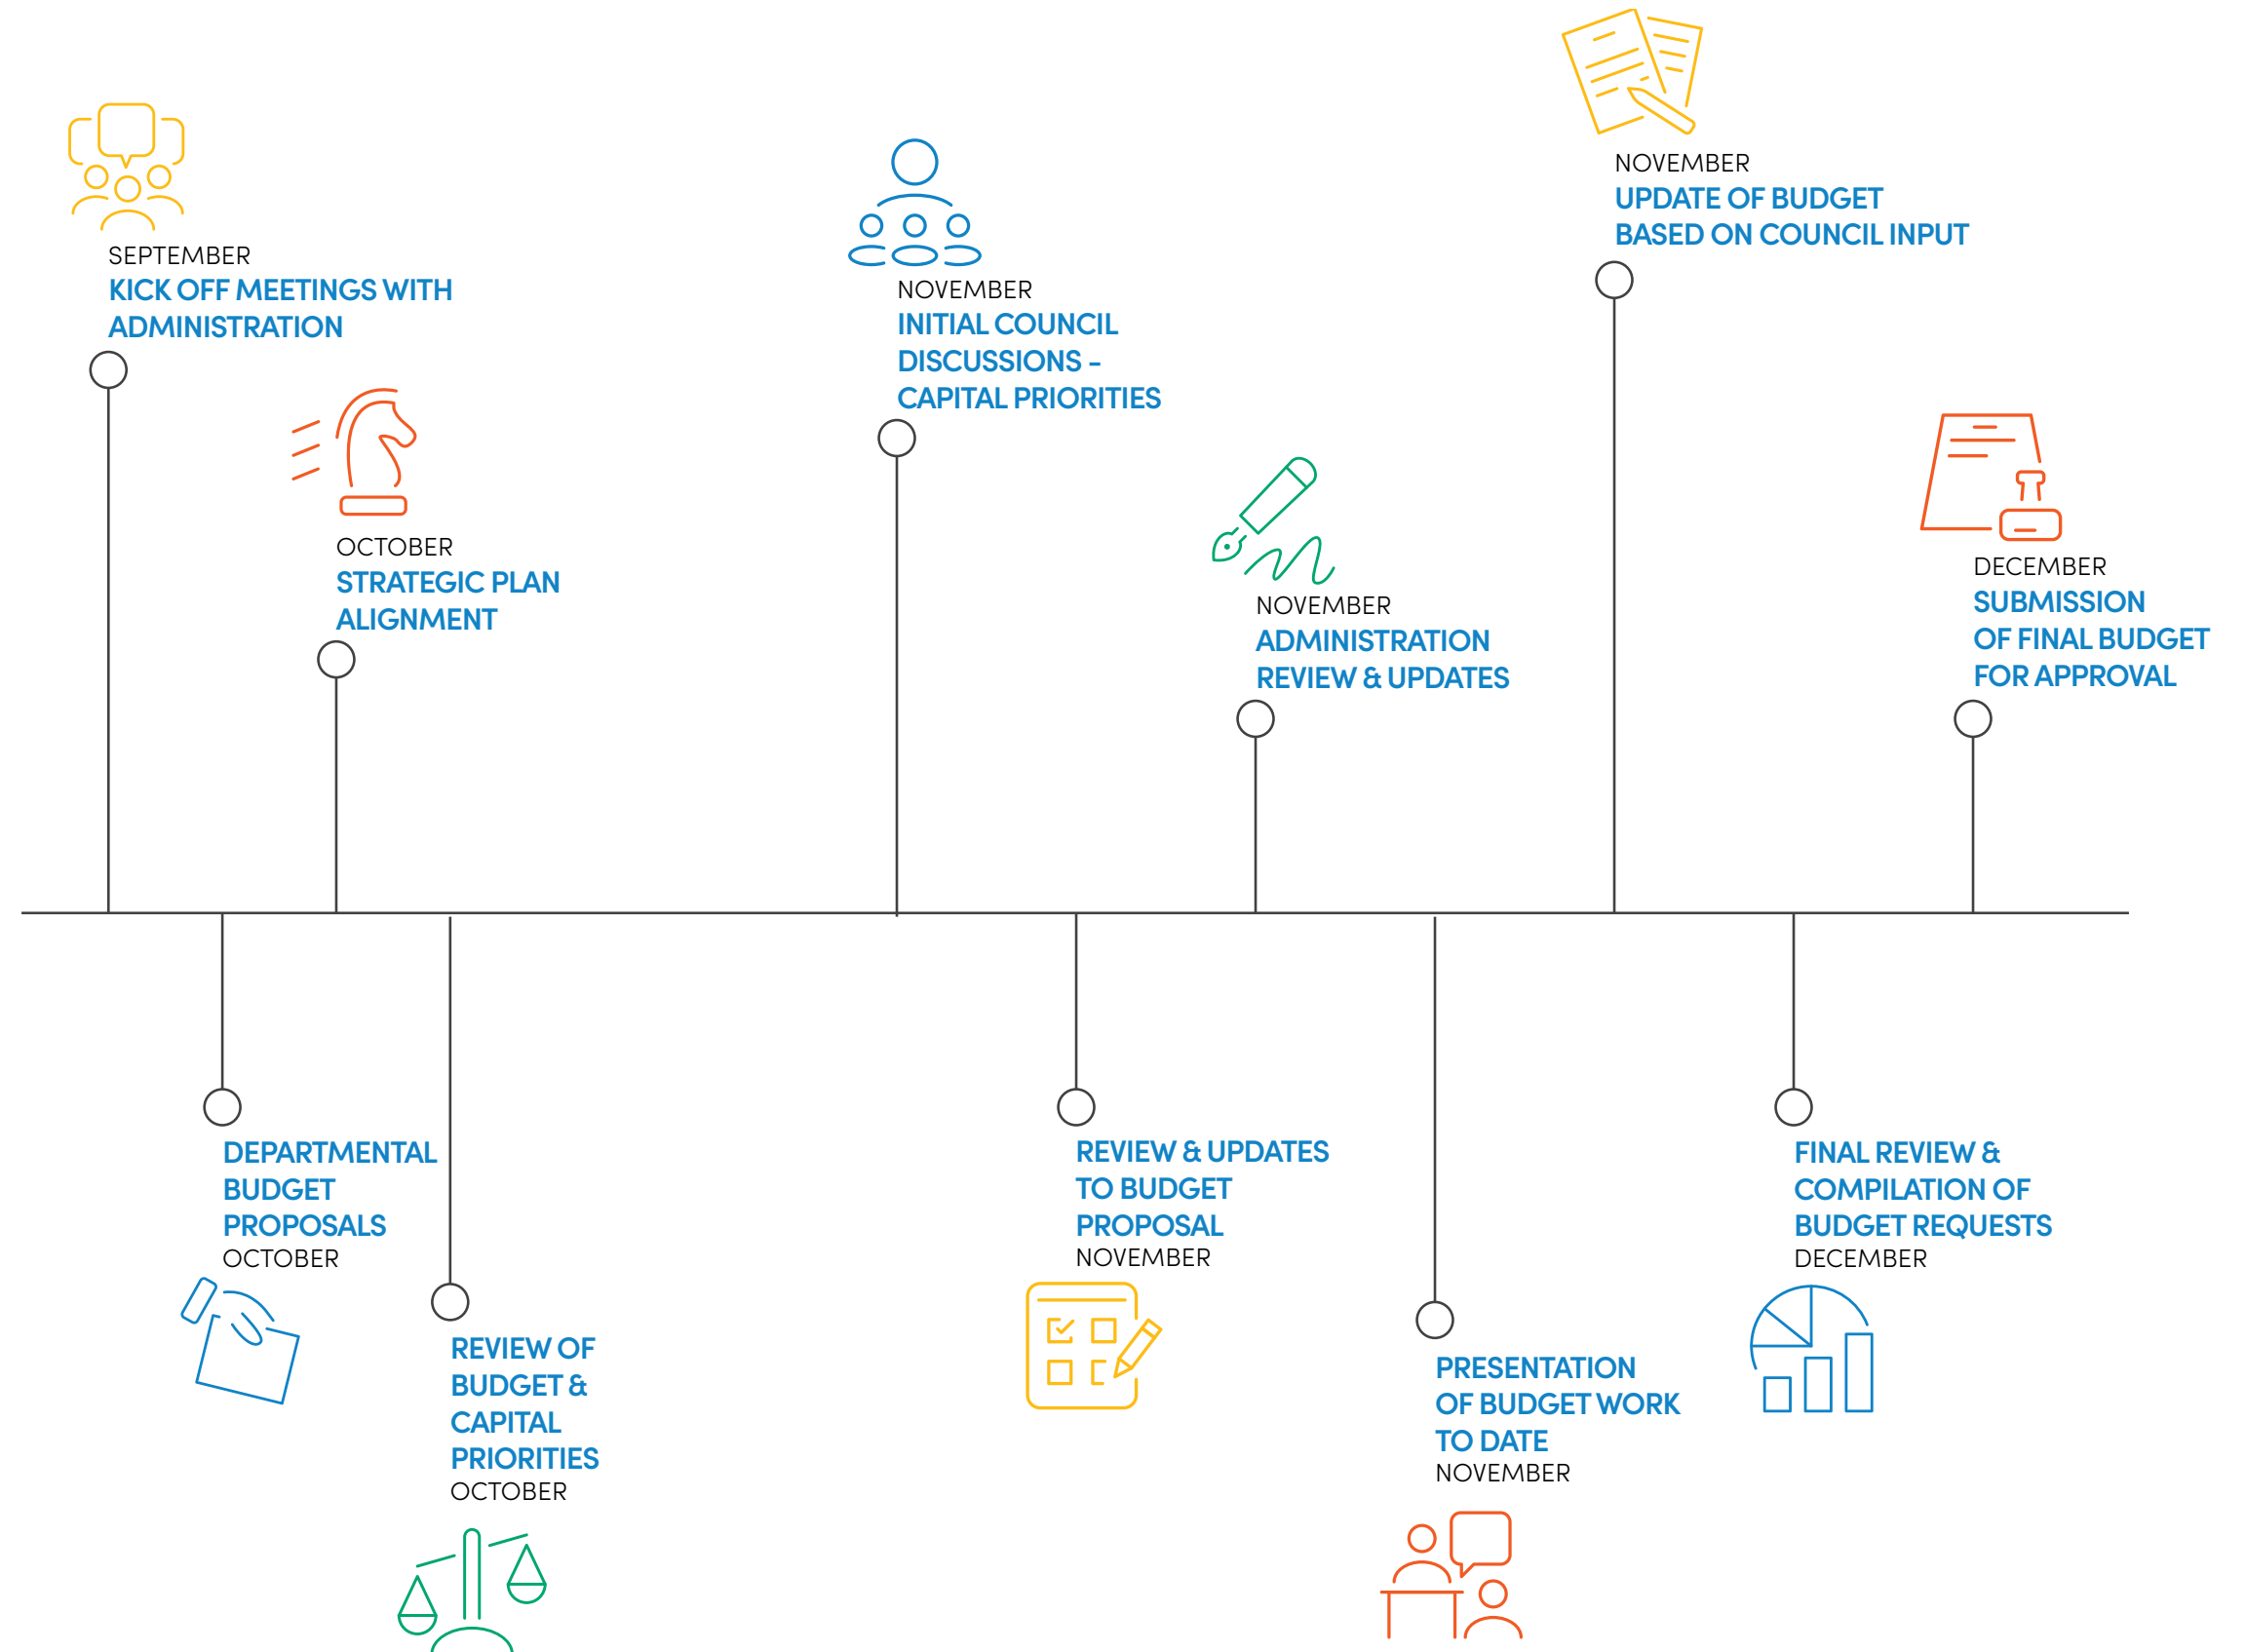 SEPTEMBER
KICK OFF MEETINGS WITH
ADMINISTRATION
DEPARTMENTAL
BUDGET
PROPOSALS
OCTOBER
OCTOBER
STRATEGIC PLAN
ALIGNMENT
REVIEW OF
BUDGET &
CAPITAL
PRIORITIES
OCTOBER
NOVEMBER
INITIAL COUNCIL
DISCUSSIONS -
CAPITAL PRIORITIES
REVIEW & UPDATES
TO BUDGET
PROPOSAL
NOVEMBER
NOVEMBER
ADMINISTRATION
REVIEW & UPDATES
PRESENTATION
OF BUDGET WORK
TO DATE
NOVEMBER
NOVEMBER
UPDATE OF BUDGET
BASED ON COUNCIL INPUT
FINAL REVIEW &
COMPILATION OF
BUDGET REQUESTS
DECEMBER
DECEMBER
SUBMISSION
OF FINAL BUDGET
FOR APPROVAL